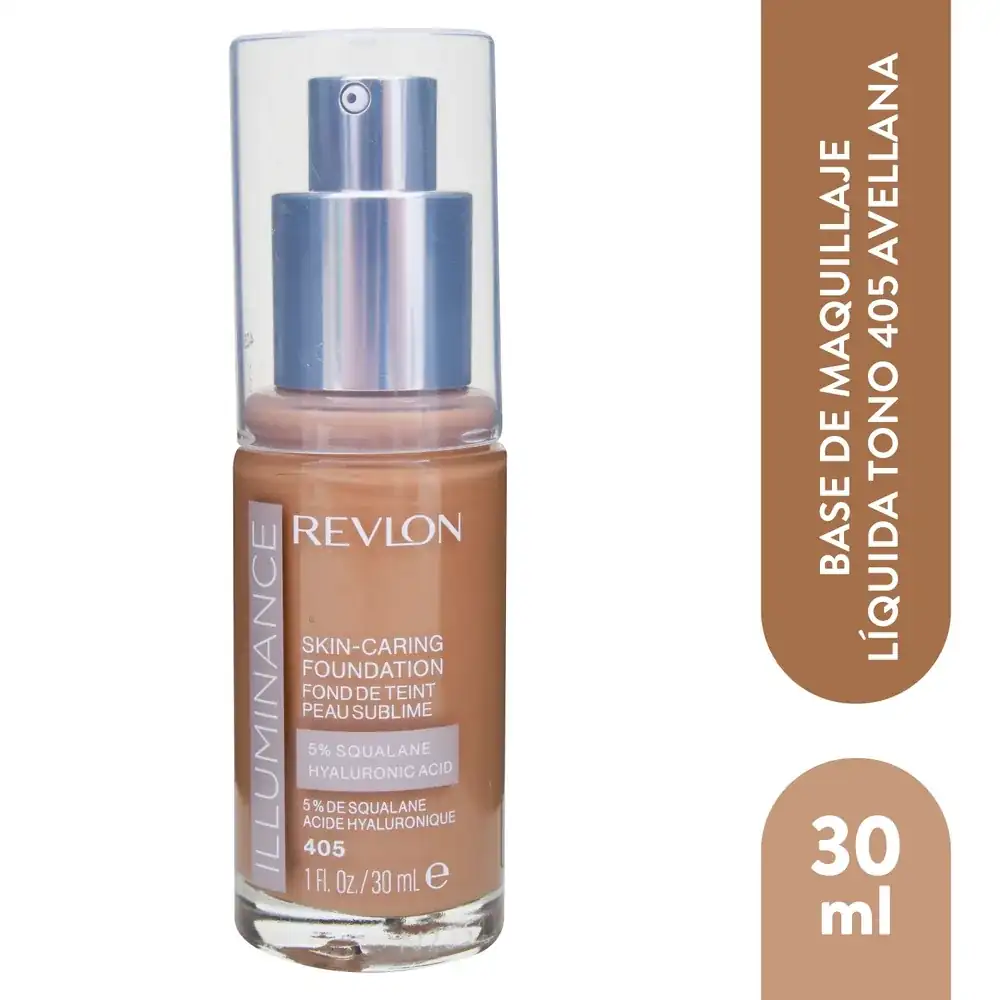 REVLON
ILLUMINANCE
SKIN-CARING
FOUNDATION
FOND DE TEINT
PEAU SUBLIME
5% SQUALANE
HYALURONIC ACID
5% DE SQUALANE
ACIDE HYALURONIQUE
405
1 Fl. Oz./30 mL e
BASE DE MAQUILLAJE
LÍQUIDA TONO 405 AVELLANA
30
ml